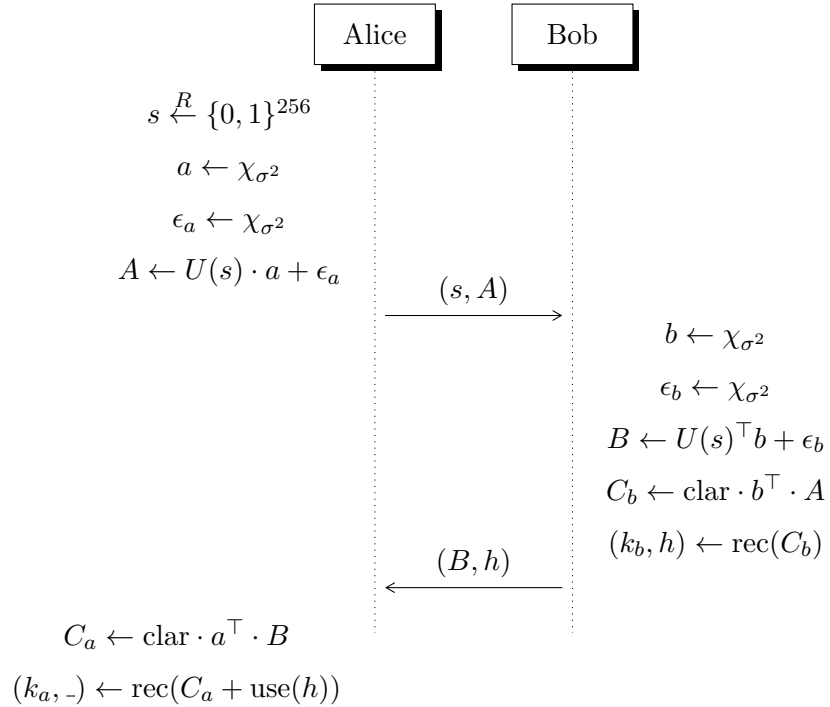 Alice Bob
s ←^R {0, 1}^256
a ← χ_σ²
ϵ_a ← χ_σ²
A ← U(s) · a + ϵ_a
(s, A)
b ← χ_σ²
ϵ_b ← χ_σ²
B ← U(s)^⊤ b + ϵ_b
C_b ← clar · b^⊤ · A
(k_b, h) ← rec(C_b)
(B, h)
C_a ← clar · a^⊤ · B
(k_a, _) ← rec(C_a + use(h))